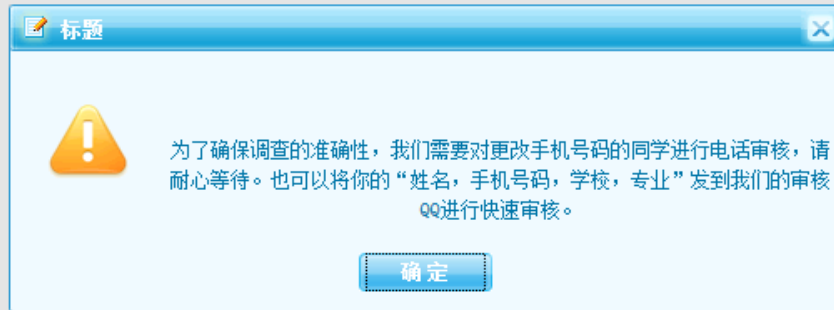 标题
为了确保调查的准确性，我们需要对更改手机号码的同学进行电话审核，请
耐心等待。也可以将你的“姓名，手机号码，学校，专业”发到我们的审核
QQ进行快速审核。
确定